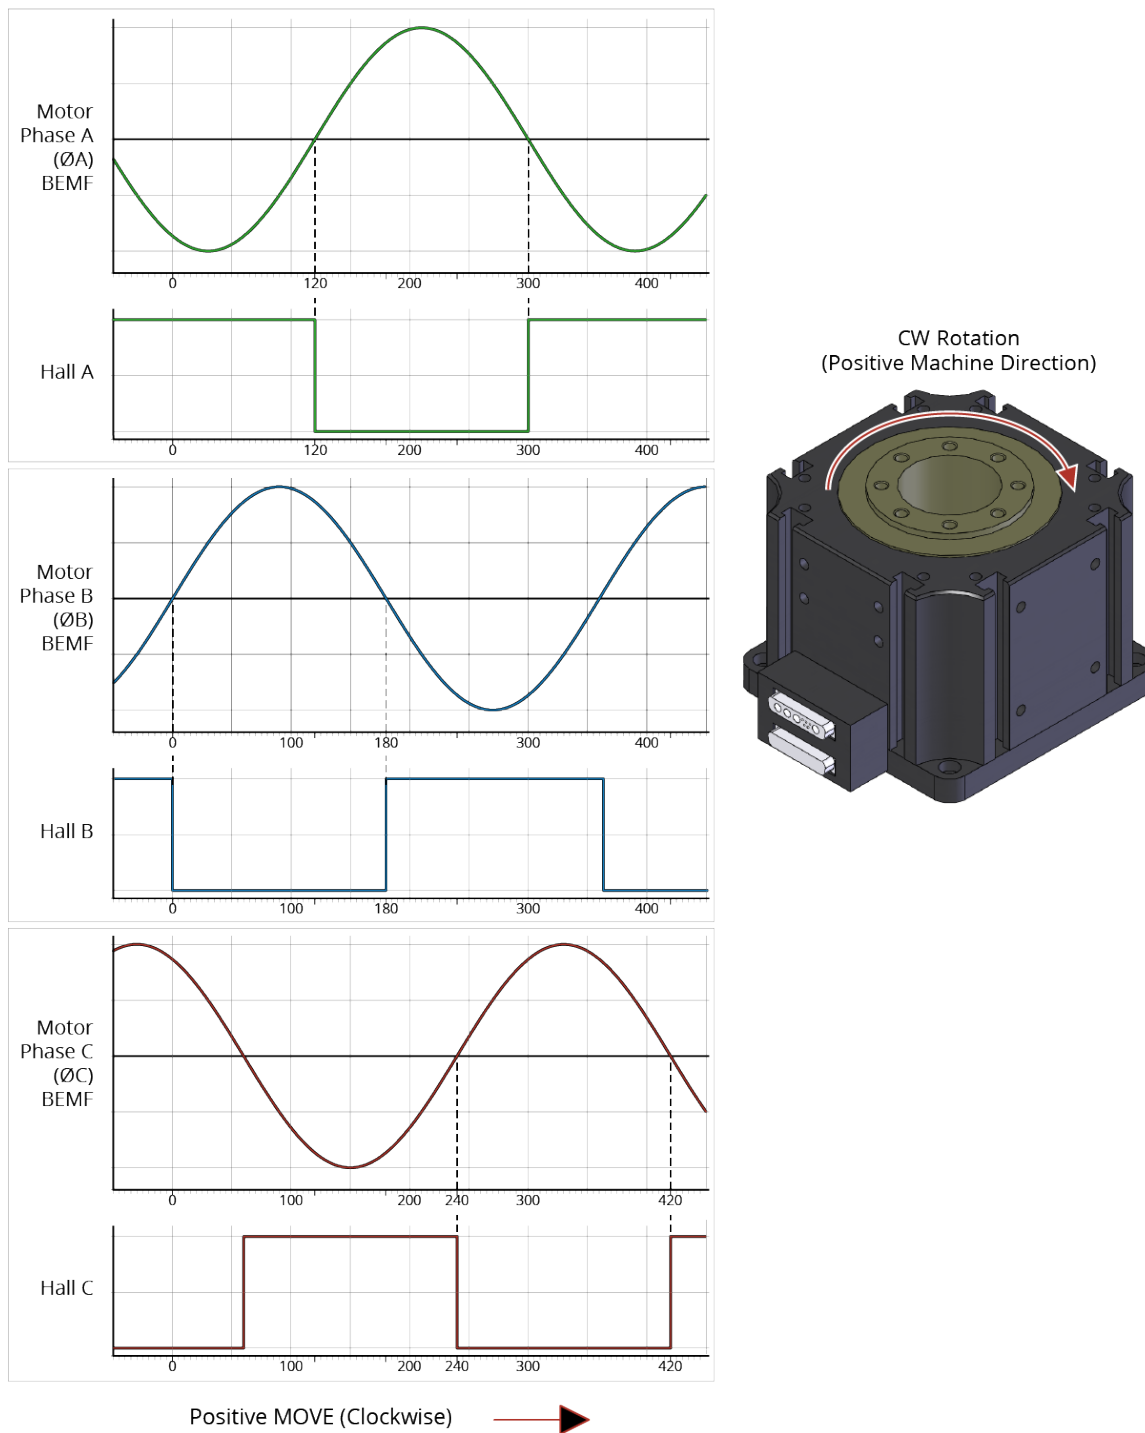 Motor
Phase A
(ØA)
BEMF
0 120 200 300 400
Hall A
0 120 200 300 400
Motor
Phase B
(ØB)
BEMF
0 100 180 300 400
Hall B
0 100 180 300 400
Motor
Phase C
(ØC)
BEMF
0 100 200 240 300 420
Hall C
0 100 200 240 300 420
Positive MOVE (Clockwise)
CW Rotation
(Positive Machine Direction)